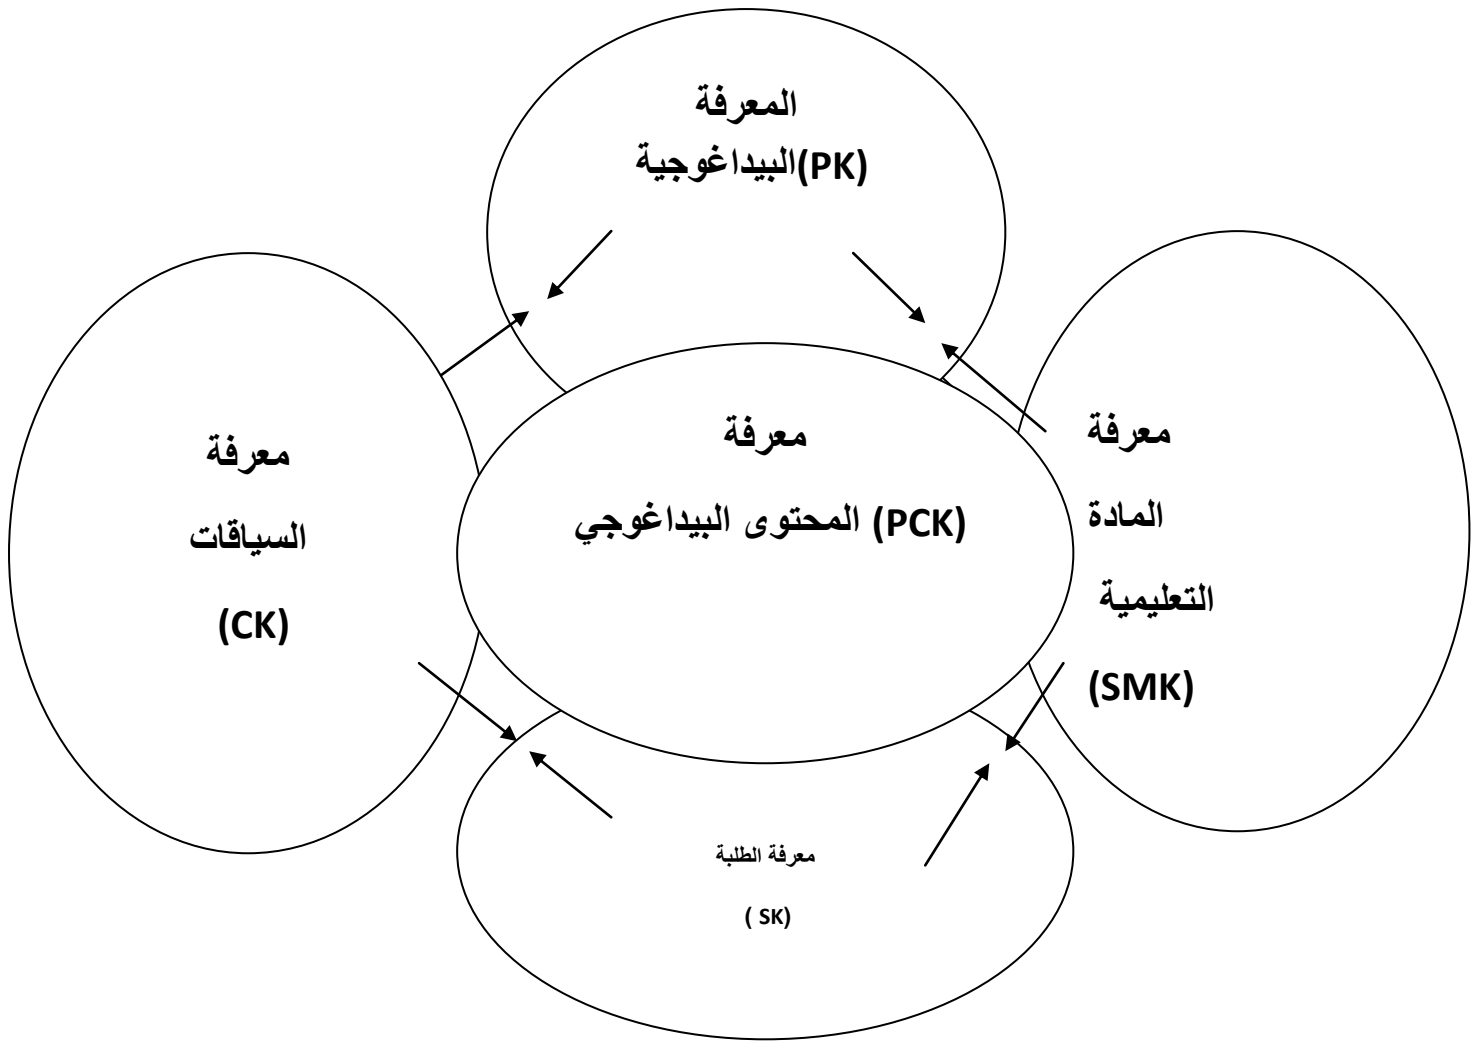 المعرفة
البيداغوجية(PK)
معرفة
المحتوى البيداغوجي (PCK)
معرفة
المادة
التعليمية
(SMK)
معرفة
السياقات
(CK)
معرفة الطلبة
( SK)